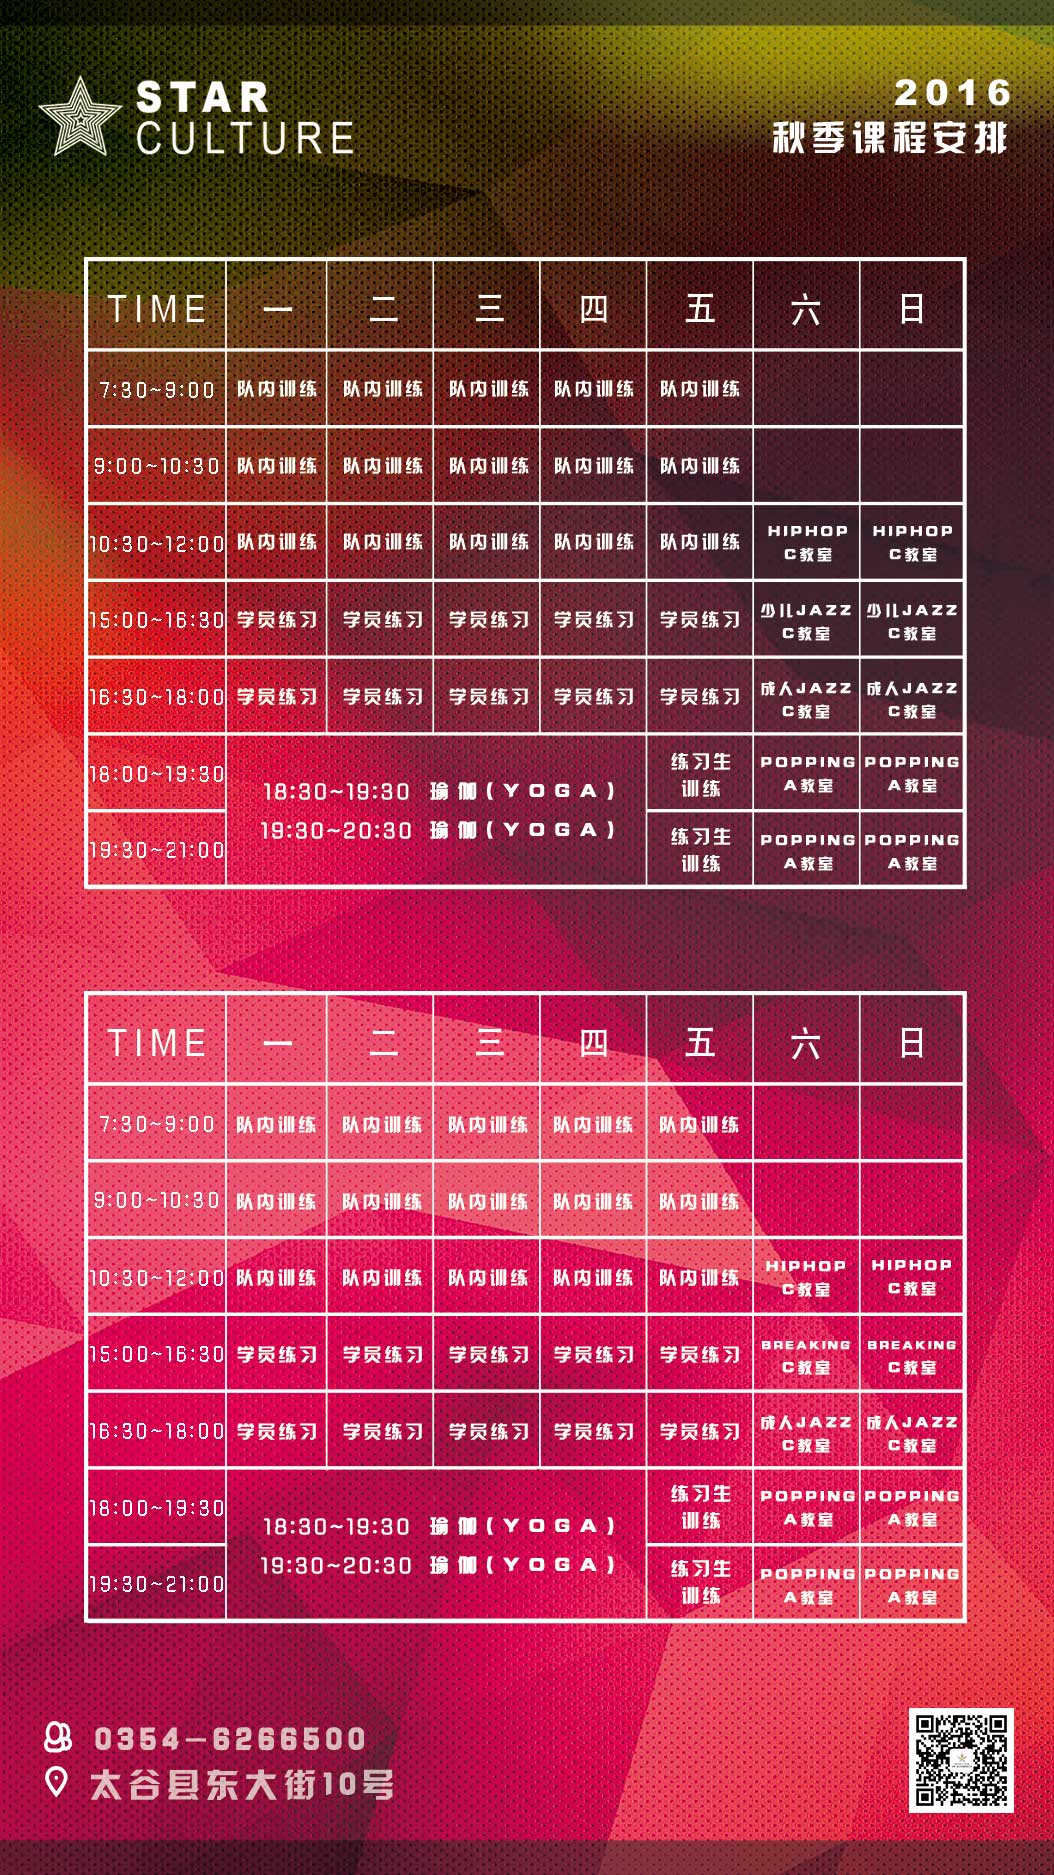 STAR
CULTURE
2016
秋季课程安排
TIME 一 二 三 四 五 六 日
7:30~9:00 队内训练 队内训练 队内训练 队内训练 队内训练
9:00~10:30 队内训练 队内训练 队内训练 队内训练 队内训练
10:30~12:00 队内训练 队内训练 队内训练 队内训练 队内训练 HIPHOP C教室 HIPHOP C教室
15:00~16:30 学员练习 学员练习 学员练习 学员练习 学员练习 少儿JAZZ C教室 少儿JAZZ C教室
16:30~18:00 学员练习 学员练习 学员练习 学员练习 学员练习 成人JAZZ C教室 成人JAZZ C教室
18:00~19:30 18:30~19:30 瑜伽(YOGA) 练习生训练 POPPING A教室 POPPING A教室
19:30~21:00 19:30~20:30 瑜伽(YOGA) 练习生训练 POPPING A教室 POPPING A教室
TIME 一 二 三 四 五 六 日
7:30~9:00 队内训练 队内训练 队内训练 队内训练 队内训练
9:00~10:30 队内训练 队内训练 队内训练 队内训练 队内训练
10:30~12:00 队内训练 队内训练 队内训练 队内训练 队内训练 HIPHOP C教室 HIPHOP C教室
15:00~16:30 学员练习 学员练习 学员练习 学员练习 学员练习 BREAKING C教室 BREAKING C教室
16:30~18:00 学员练习 学员练习 学员练习 学员练习 学员练习 成人JAZZ C教室 成人JAZZ C教室
18:00~19:30 18:30~19:30 瑜伽(YOGA) 练习生训练 POPPING A教室 POPPING A教室
19:30~21:00 19:30~20:30 瑜伽(YOGA) 练习生训练 POPPING A教室 POPPING A教室
0354-6266500
太谷县东大街10号